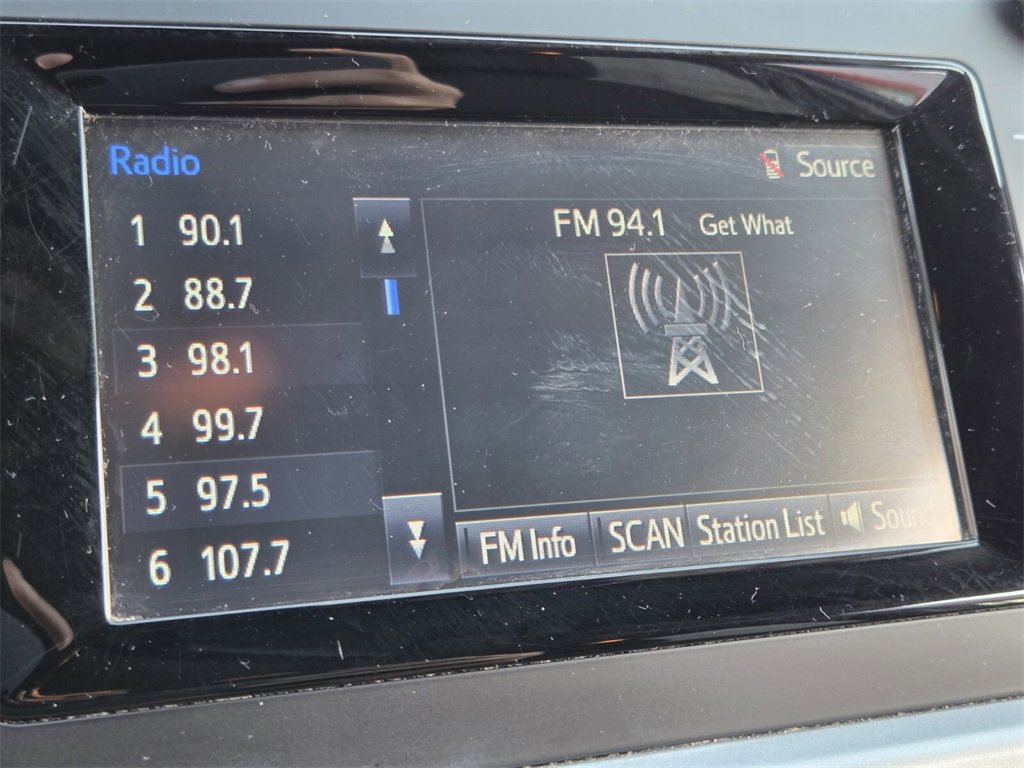 Radio
Source
1 90.1
2 88.7
3 98.1
4 99.7
5 97.5
6 107.7
FM 94.1 Get What
FM Info
SCAN
Station List
Sound